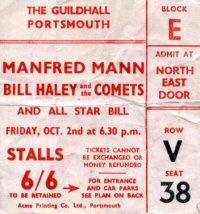 THE GUILDHALL
PORTSMOUTH
MANFRED MANN
BILL HALEY and the COMETS
AND ALL STAR BILL
FRIDAY, OCT. 2nd at 6.30 p.m.
STALLS
TICKETS CANNOT
BE EXCHANGED OR
MONEY REFUNDED
6/6
TO BE RETAINED
FOR ENTRANCE
AND CAR PARKS
SEE PLAN ON BACK
Acme Printing Co. Ltd., Portsmouth
BLOCK
E
ADMIT AT
NORTH
EAST
DOOR
ROW
V
SEAT
38